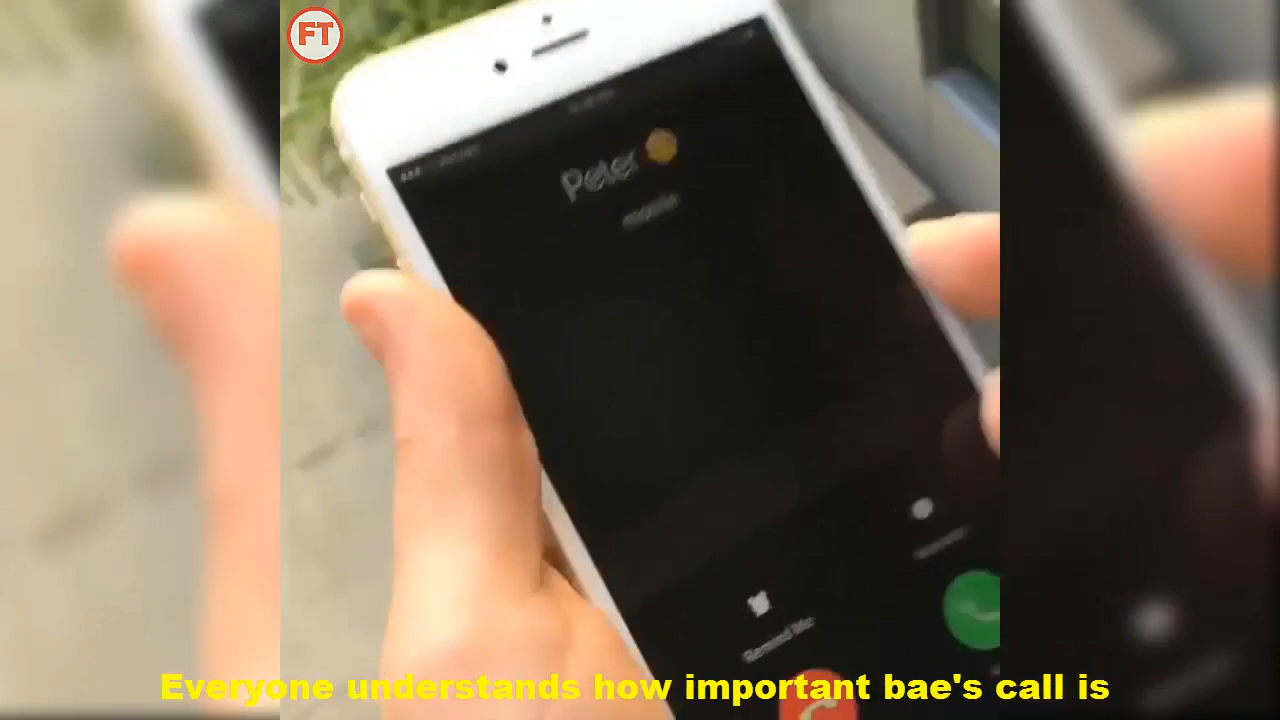 FT
Peter
mobile
Remind Me
Everyone understands how important bae's call is